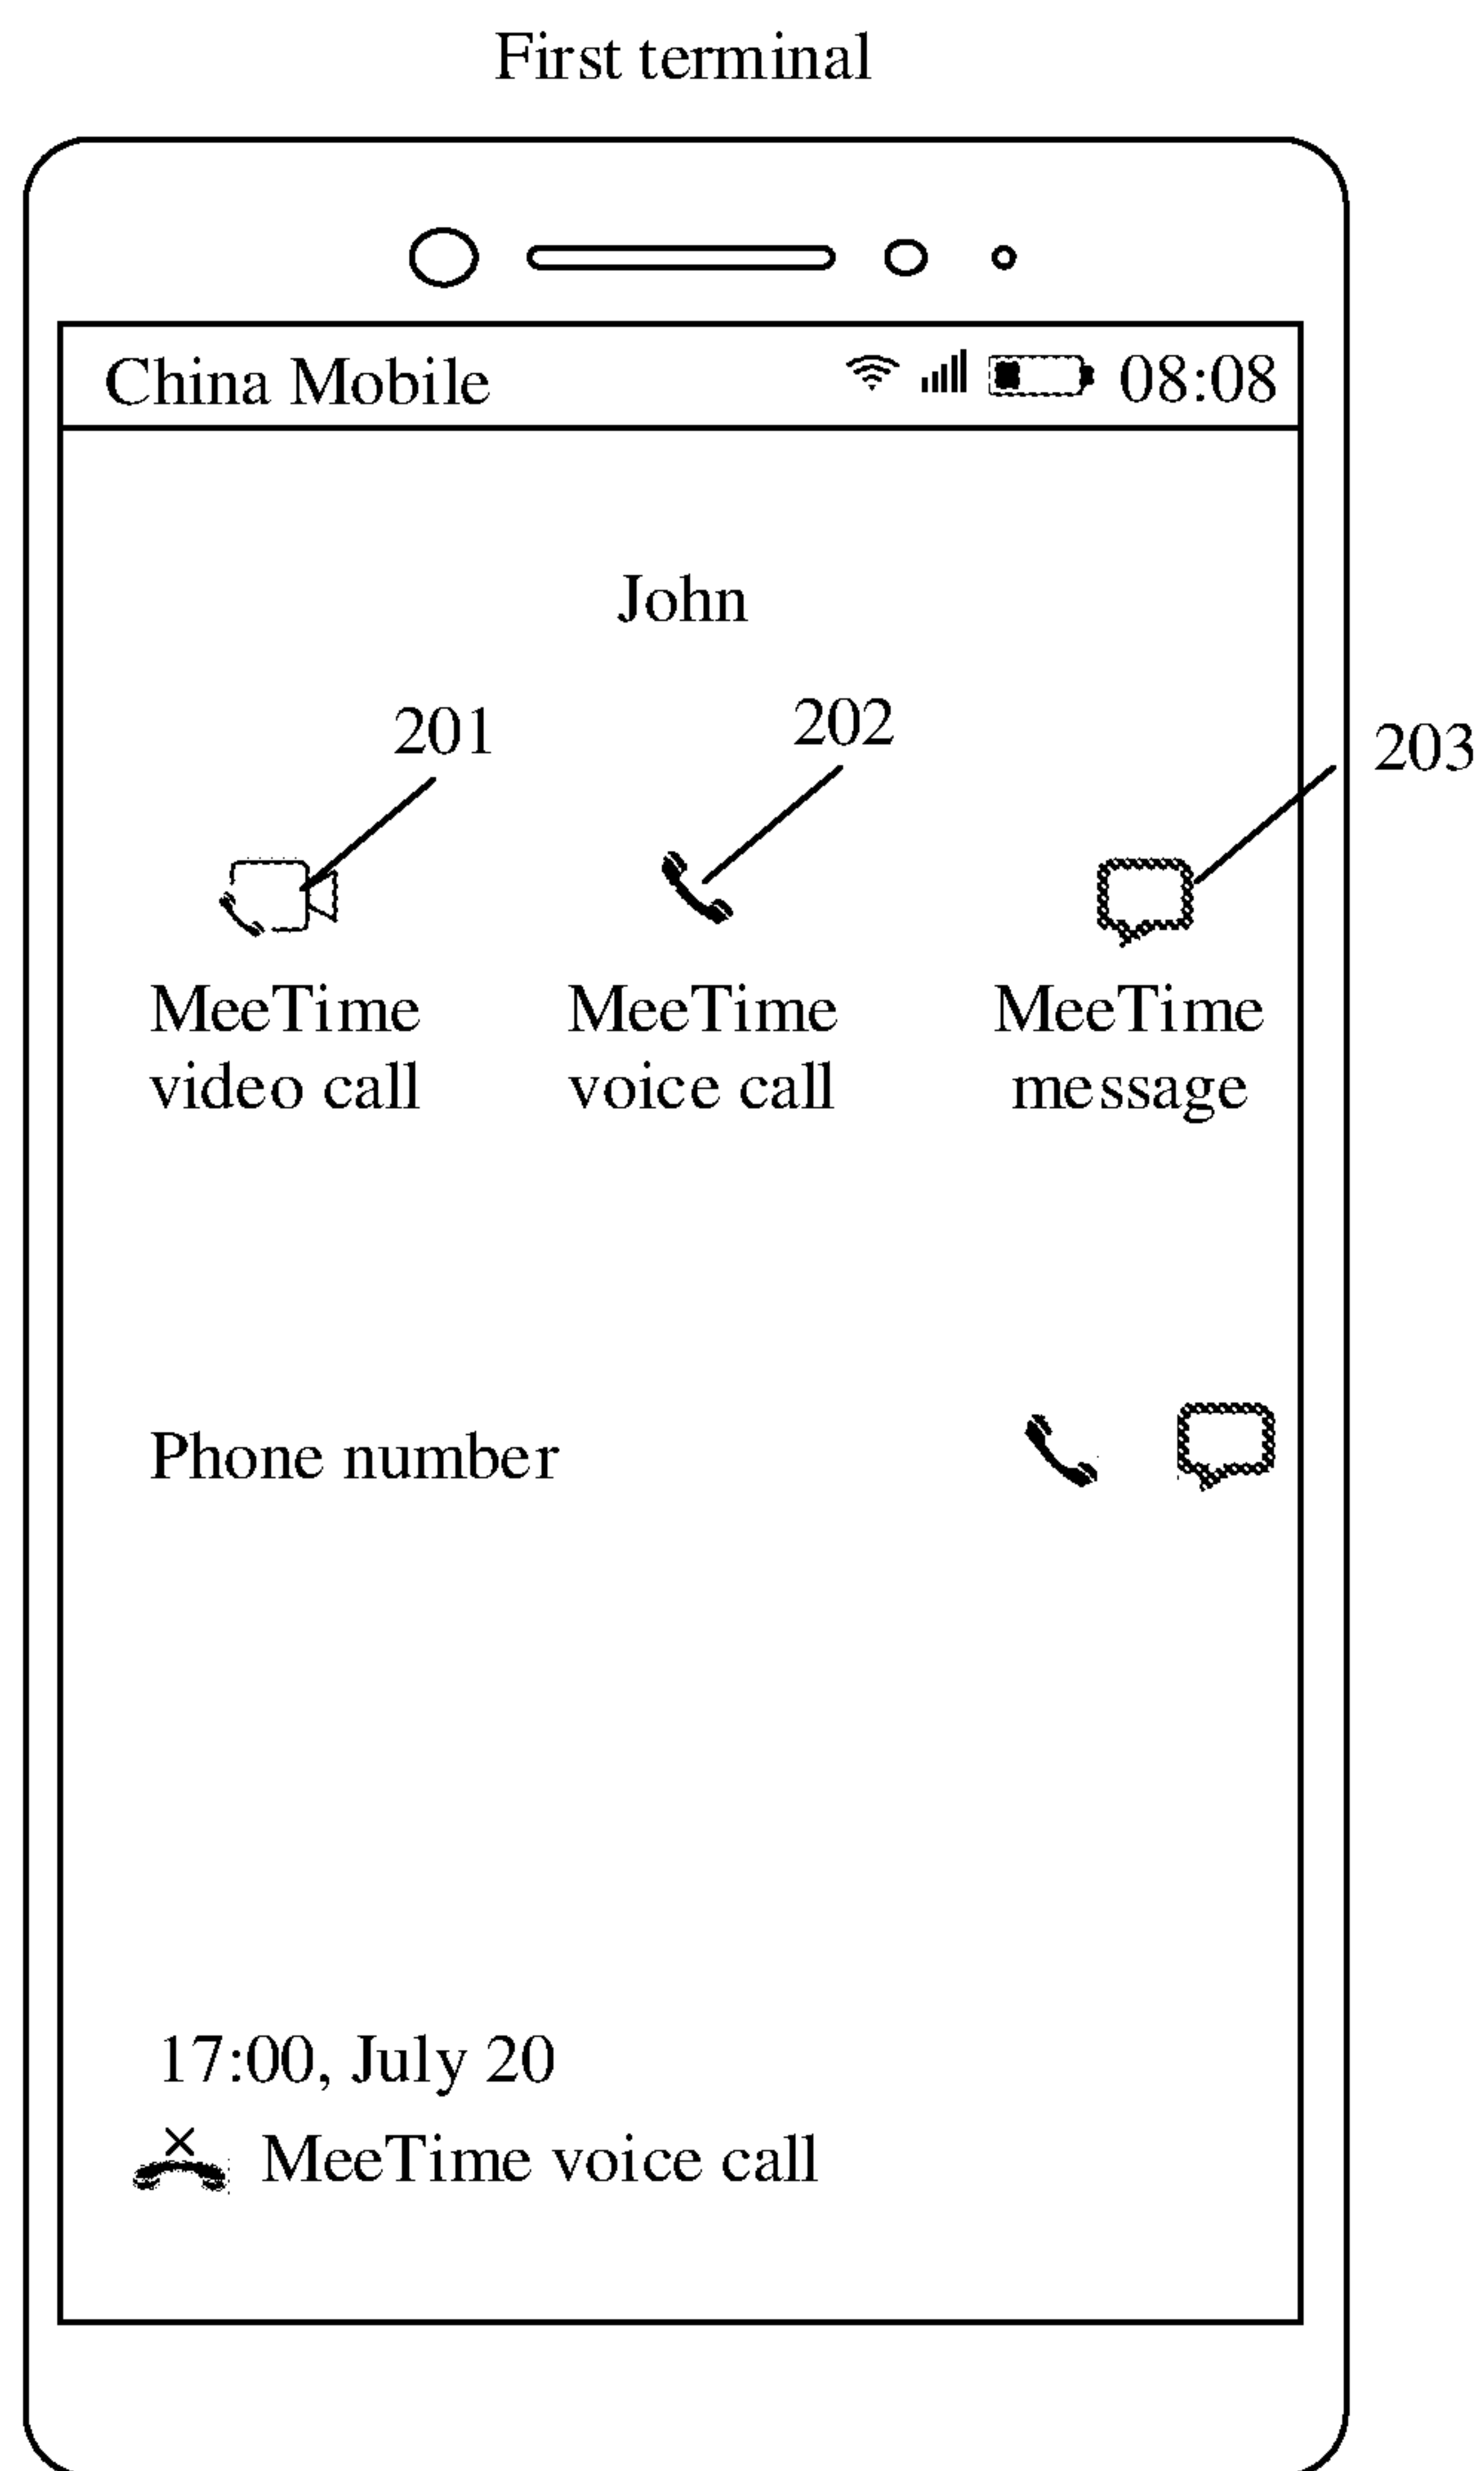 First terminal
China Mobile 08:08
John
201 202 203
MeeTime MeeTime MeeTime
video call voice call message
Phone number
17:00, July 20
MeeTime voice call